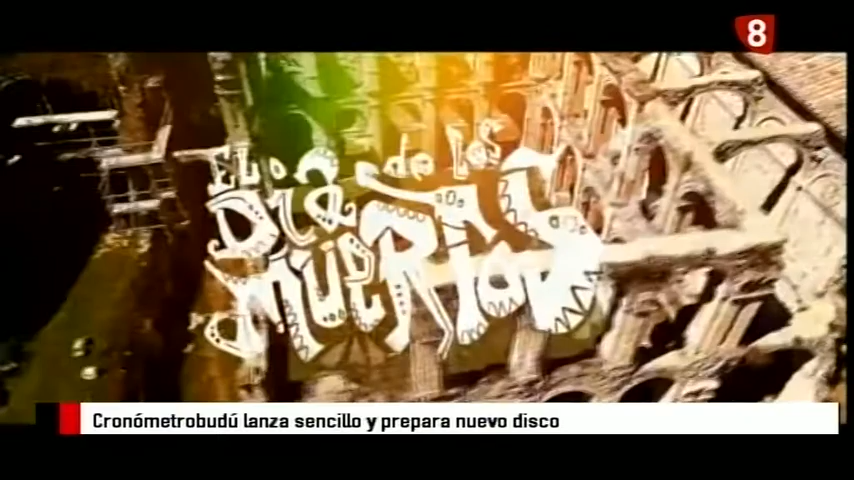 8
El Día de los
MUERTOS
Cronómetrobudú lanza sencillo y prepara nuevo disco